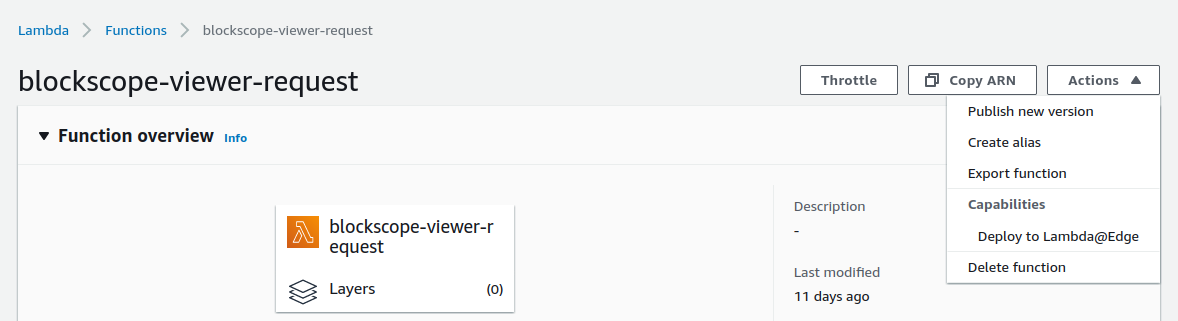 Lambda > Functions > blockscope-viewer-request
blockscope-viewer-request
Throttle
Copy ARN
Actions
Publish new version
Create alias
Export function
Capabilities
Deploy to Lambda@Edge
Delete function
Function overview Info
blockscope-viewer-r
equest
Layers (0)
Description
-
Last modified
11 days ago